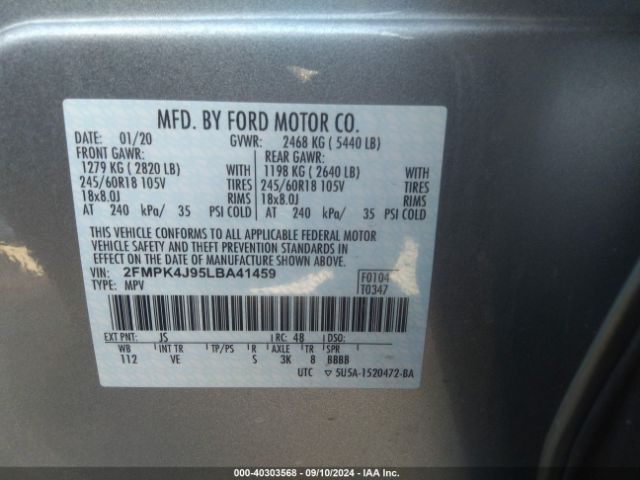 MFD. BY FORD MOTOR CO.
DATE: 01/20 GVWR: 2468 KG ( 5440 LB)
FRONT GAWR: REAR GAWR:
1279 KG ( 2820 LB) WITH 1198 KG ( 2640 LB) WITH
245/60R18 105V TIRES 245/60R18 105V TIRES
18x8.0J RIMS 18x8.0J RIMS
AT 240 kPa/ 35 PSI COLD AT 240 kPa/ 35 PSI COLD
THIS VEHICLE CONFORMS TO ALL APPLICABLE FEDERAL MOTOR
VEHICLE SAFETY AND THEFT PREVENTION STANDARDS IN
EFFECT ON THE DATE OF MANUFACTURE SHOWN ABOVE.
VIN: 2FMPK4J95LBA41459 F0104
TYPE: MPV T0347
EXT PNT: JS RC: 48 DSO:
WB INT TR TP/PS R AXLE TR SPR
112 VE S 3K 8 BBBB
UTC 5U5A-1520472-BA
000-40303568 - 09/10/2024 - IAA Inc.